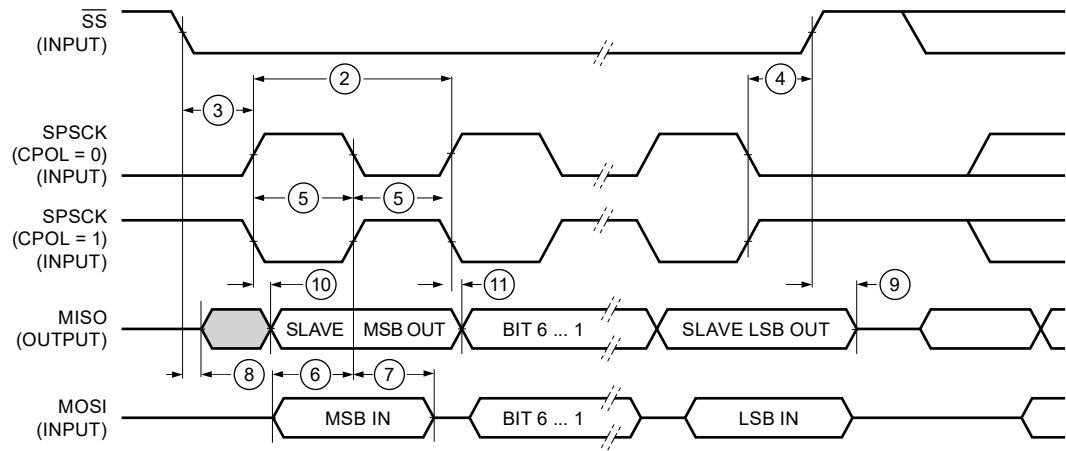 SS
(INPUT)
2
4
3
SPSCK
(CPOL = 0)
(INPUT)
5 5
SPSCK
(CPOL = 1)
(INPUT)
10 11 9
MISO
(OUTPUT)
SLAVE MSB OUT BIT 6 ... 1 SLAVE LSB OUT
8 6 7
MOSI
(INPUT)
MSB IN BIT 6 ... 1 LSB IN